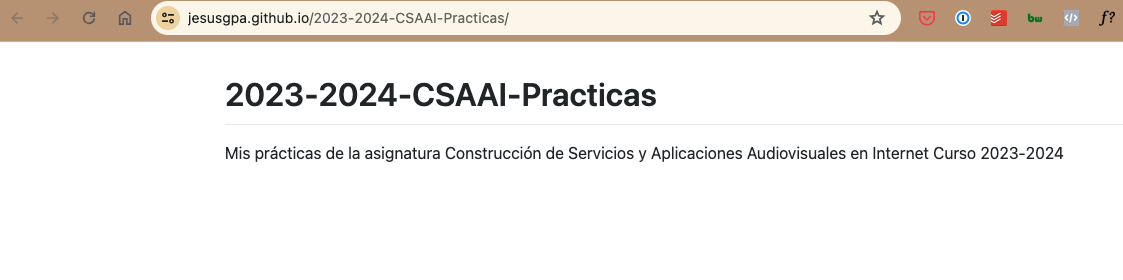 jesusgpa.github.io/2023-2024-CSAAI-Practicas/
bw
</>
f?
2023-2024-CSAAI-Practicas
Mis prácticas de la asignatura Construcción de Servicios y Aplicaciones Audiovisuales en Internet Curso 2023-2024